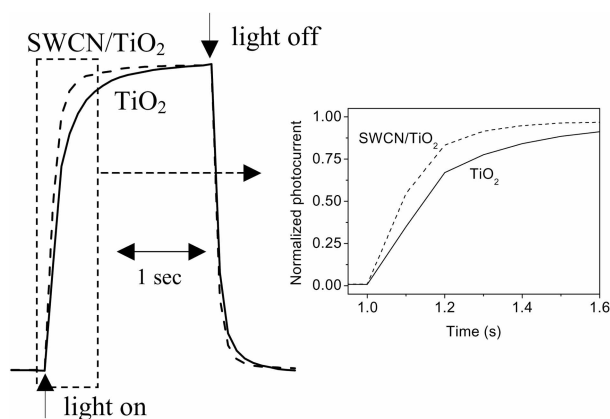 light off
SWCN/TiO₂
TiO₂
1 sec
light on
Normalized photocurrent
1.00
0.75
0.50
0.25
0.00
SWCN/TiO₂
TiO₂
1.0 1.2 1.4 1.6
Time (s)